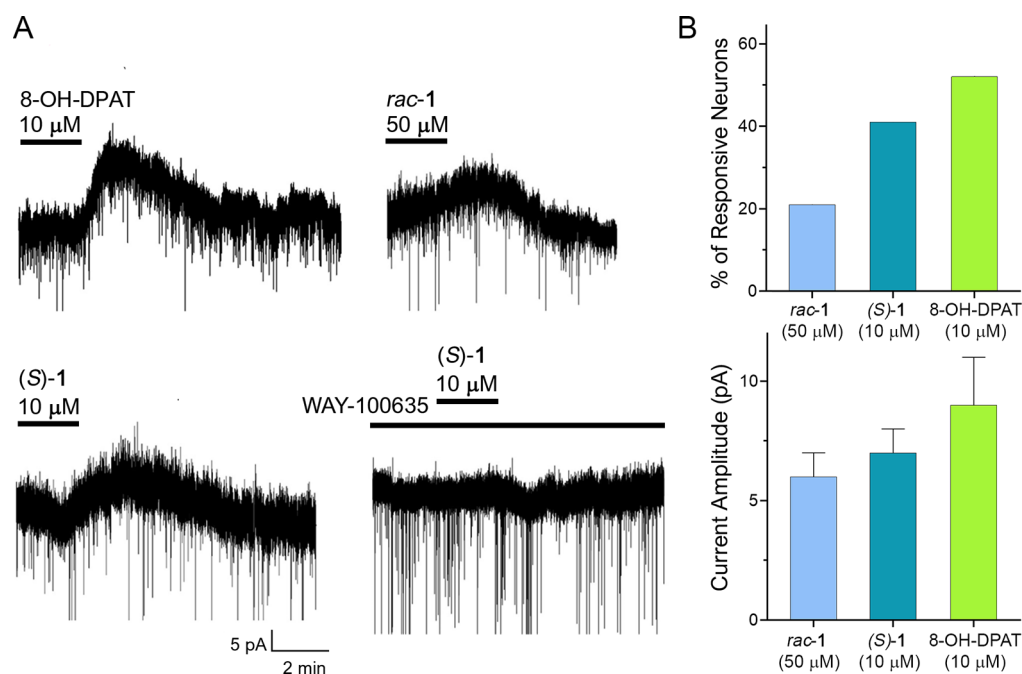 A
8-OH-DPAT
10 µM
rac-1
50 µM
(S)-1
10 µM
WAY-100635
(S)-1
10 µM
5 pA
2 min
B
% of Responsive Neurons
60
40
20
0
rac-1
(50 µM)
(S)-1
(10 µM)
8-OH-DPAT
(10 µM)
Currrent Amplitude (pA)
10
5
0
rac-1
(50 µM)
(S)-1
(10 µM)
8-OH-DPAT
(10 µM)